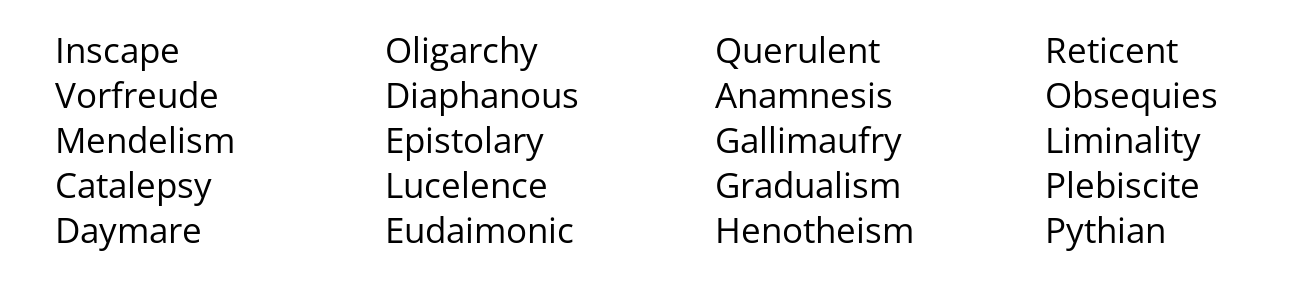 Inscape
Vorfreude
Mendelism
Catalepsy
Daymare
Oligarchy
Diaphanous
Epistolary
Lucelence
Eudaimonic
Querulent
Anamnesis
Gallimaufry
Gradualism
Henotheism
Reticent
Obsequies
Liminality
Plebiscite
Pythian